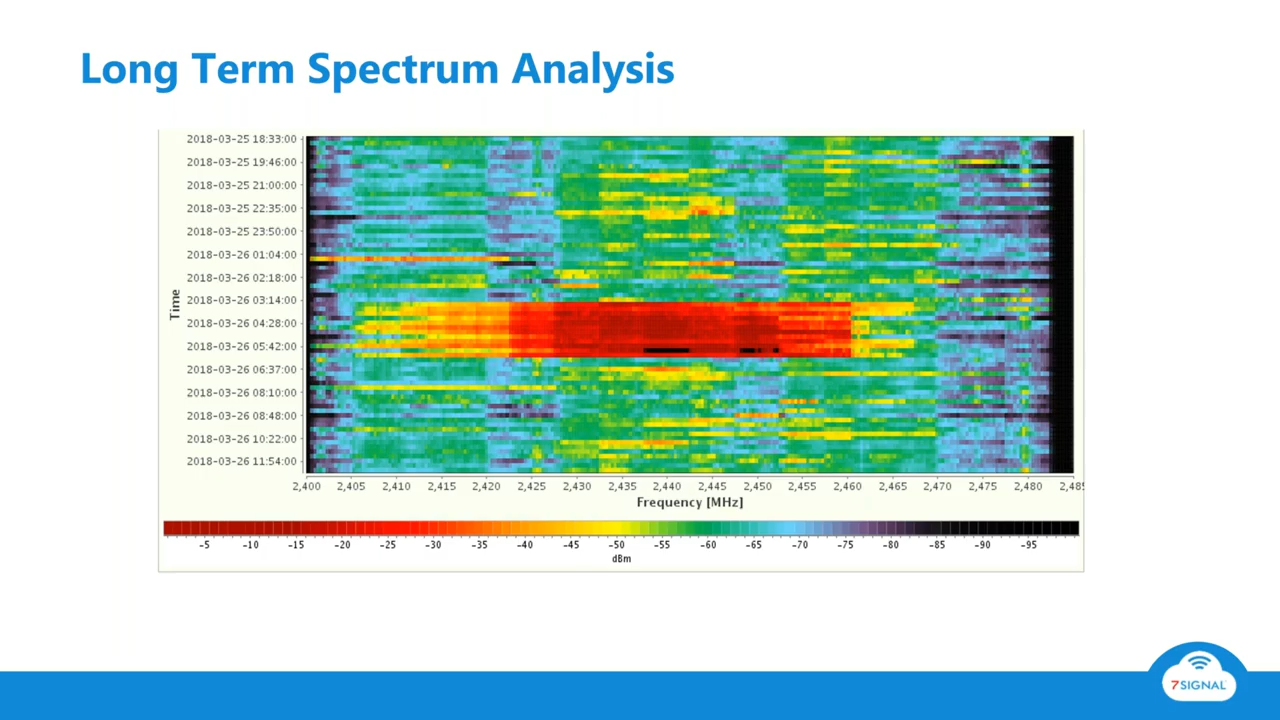 Long Term Spectrum Analysis
2018-03-25 18:33:00
2018-03-25 19:46:00
2018-03-25 21:00:00
2018-03-25 22:35:00
2018-03-25 23:50:00
2018-03-26 01:04:00
2018-03-26 02:18:00
2018-03-26 03:14:00
2018-03-26 04:28:00
2018-03-26 05:42:00
2018-03-26 06:37:00
2018-03-26 08:10:00
2018-03-26 08:48:00
2018-03-26 10:22:00
2018-03-26 11:54:00
Time
2,400 2,405 2,410 2,415 2,420 2,425 2,430 2,435 2,440 2,445 2,450 2,455 2,460 2,465 2,470 2,475 2,480 2,485
Frequency [MHz]
-5 -10 -15 -20 -25 -30 -35 -40 -45 -50 -55 -60 -65 -70 -75 -80 -85 -90 -95
dBm
7SIGNAL